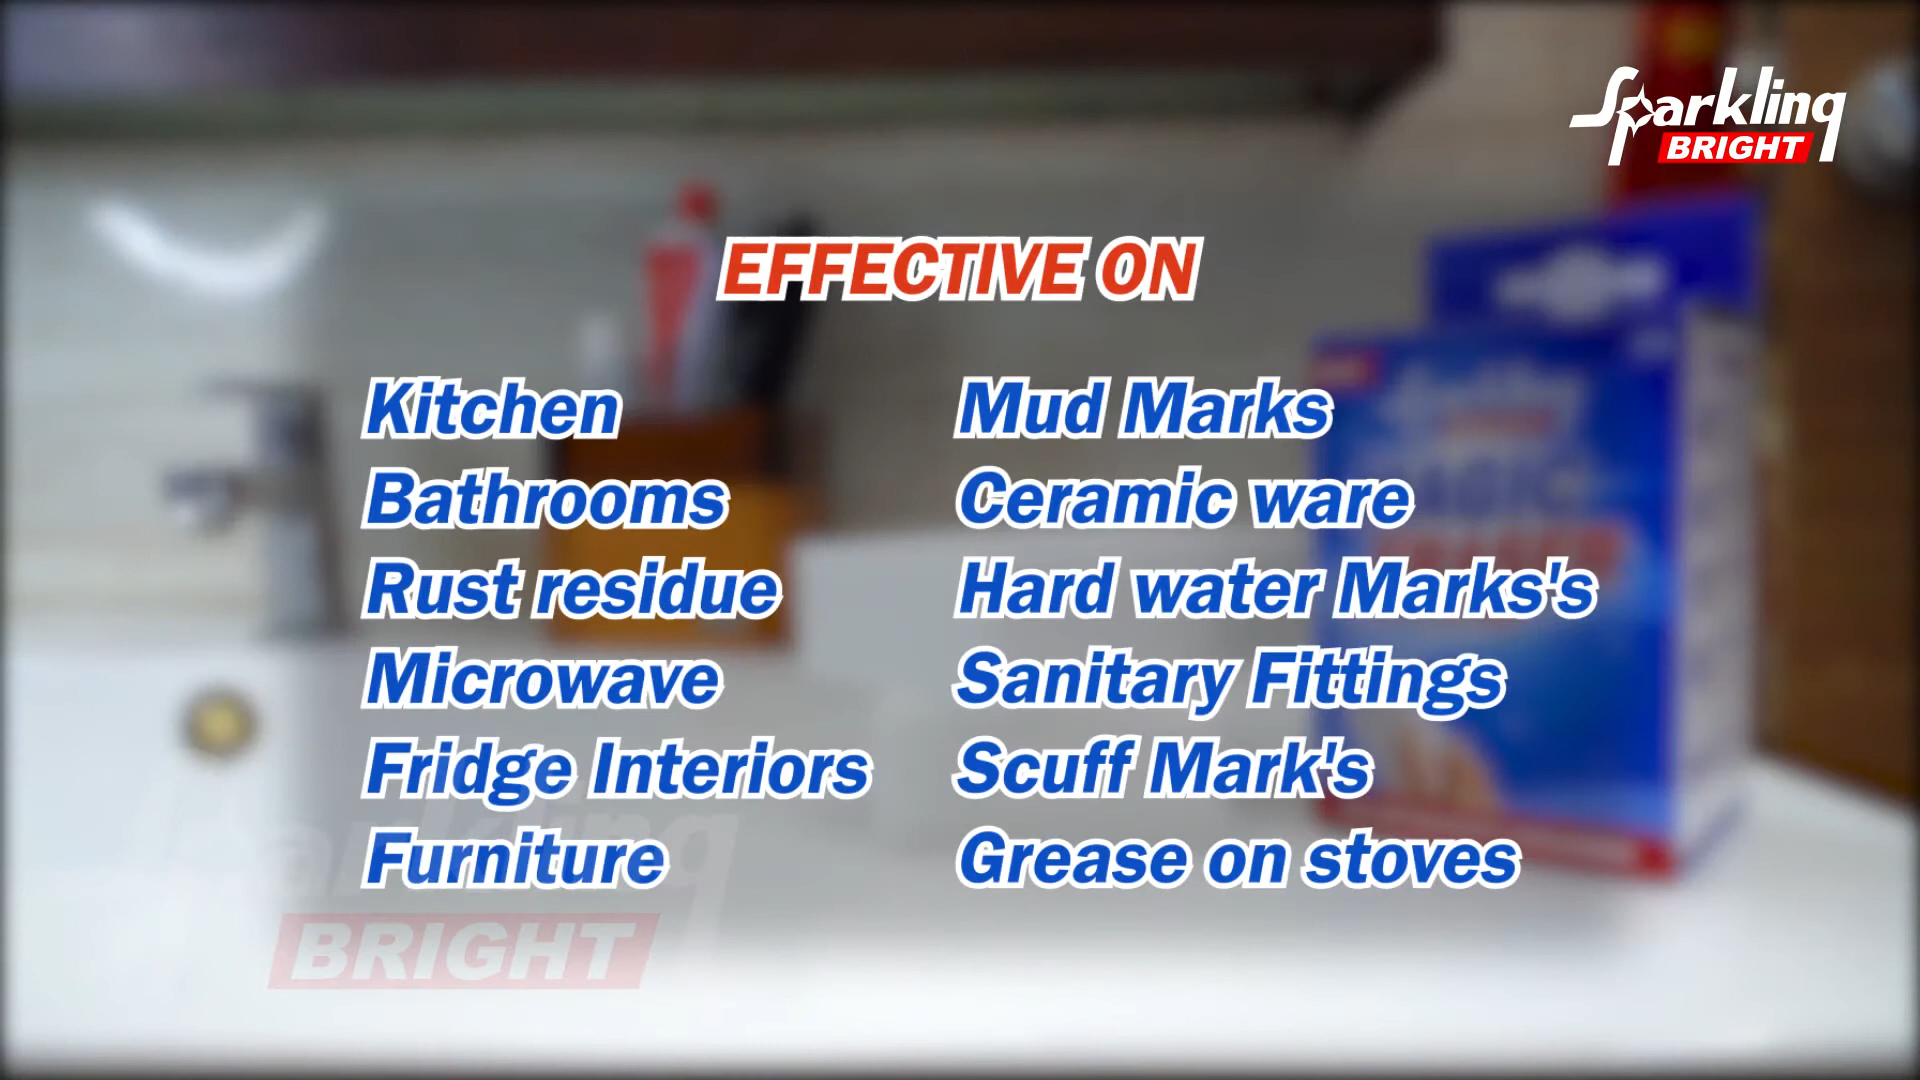 Sparkling
BRIGHT
EFFECTIVE ON
Kitchen
Bathrooms
Rust residue
Microwave
Fridge Interiors
Furniture
Mud Marks
Ceramic ware
Hard water Marks's
Sanitary Fittings
Scuff Mark's
Grease on stoves
Sparkling
BRIGHT